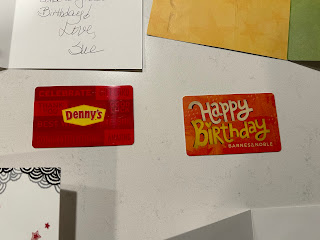 Birthday!
Love,
Sue
Denny's
Happy
Birthday
BARNES&NOBLE